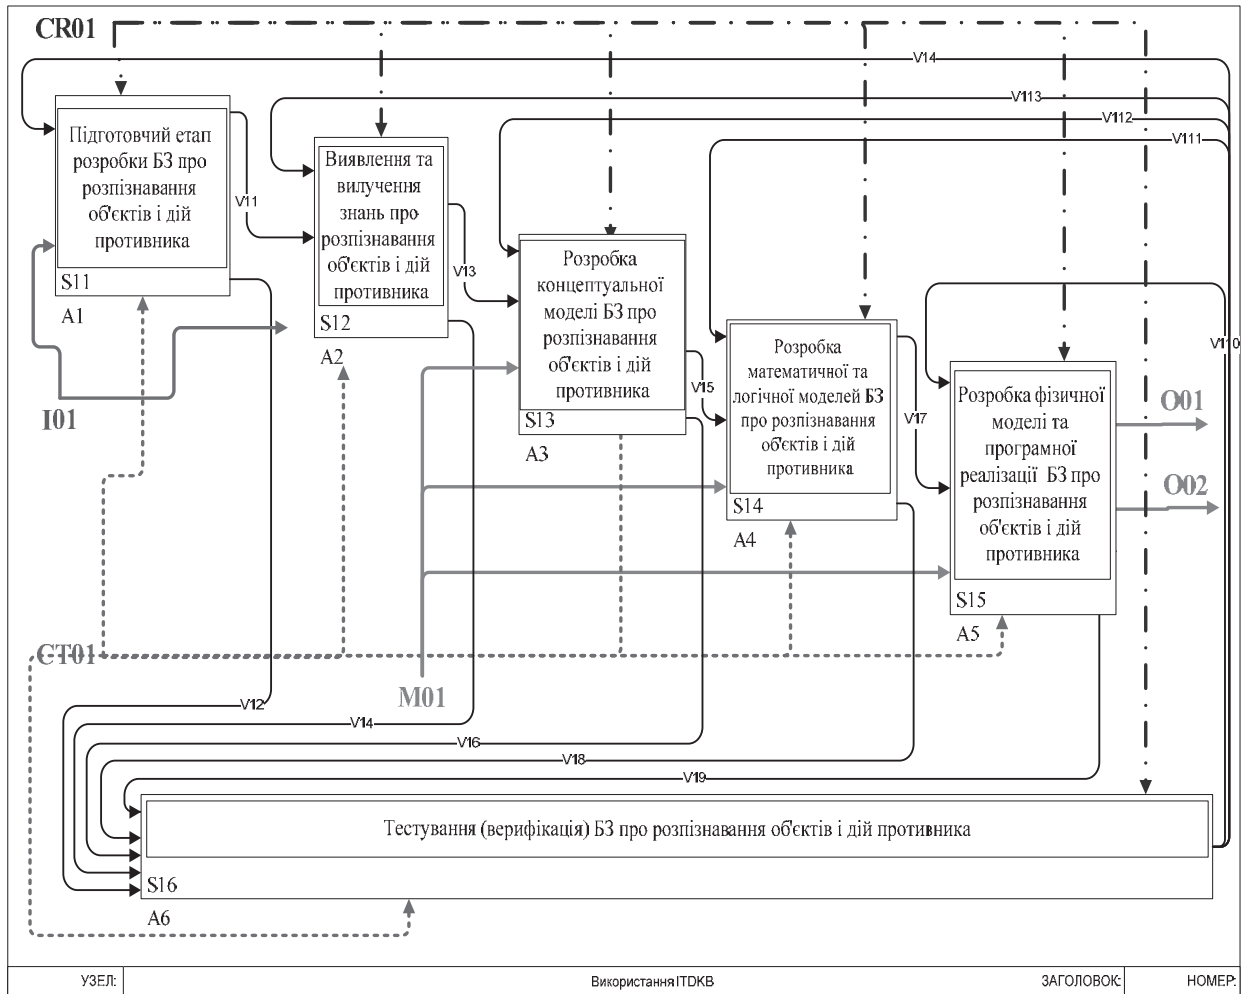 CR01
V14
V113
V112
V111
Підготовчий етап
розробки БЗ про
розпізнавання
об'єктів і дій
противника
S11
A1
V11
Виявлення та
вилучення
знань про
розпізнавання
об'єктів і дій
противника
S12
A2
V13
Розробка
концептуальної
моделі БЗ про
розпізнавання
об'єктів і дій
противника
S13
A3
V15
Розробка
математичної та
логічної моделей БЗ
про розпізнавання
об'єктів і дій
противника
S14
A4
V17
V110
Розробка фізичної
моделі та
програмної
реалізації БЗ про
розпізнавання
об'єктів і дій
противника
S15
A5
I01
O01
O02
CT01
M01
V12
V14
V16
V18
V19
Тестування (верифікація) БЗ про розпізнавання об'єктів і дій противника
S16
A6
УЗЕЛ:
Використання ITDKB
ЗАГОЛОВОК:
НОМЕР: